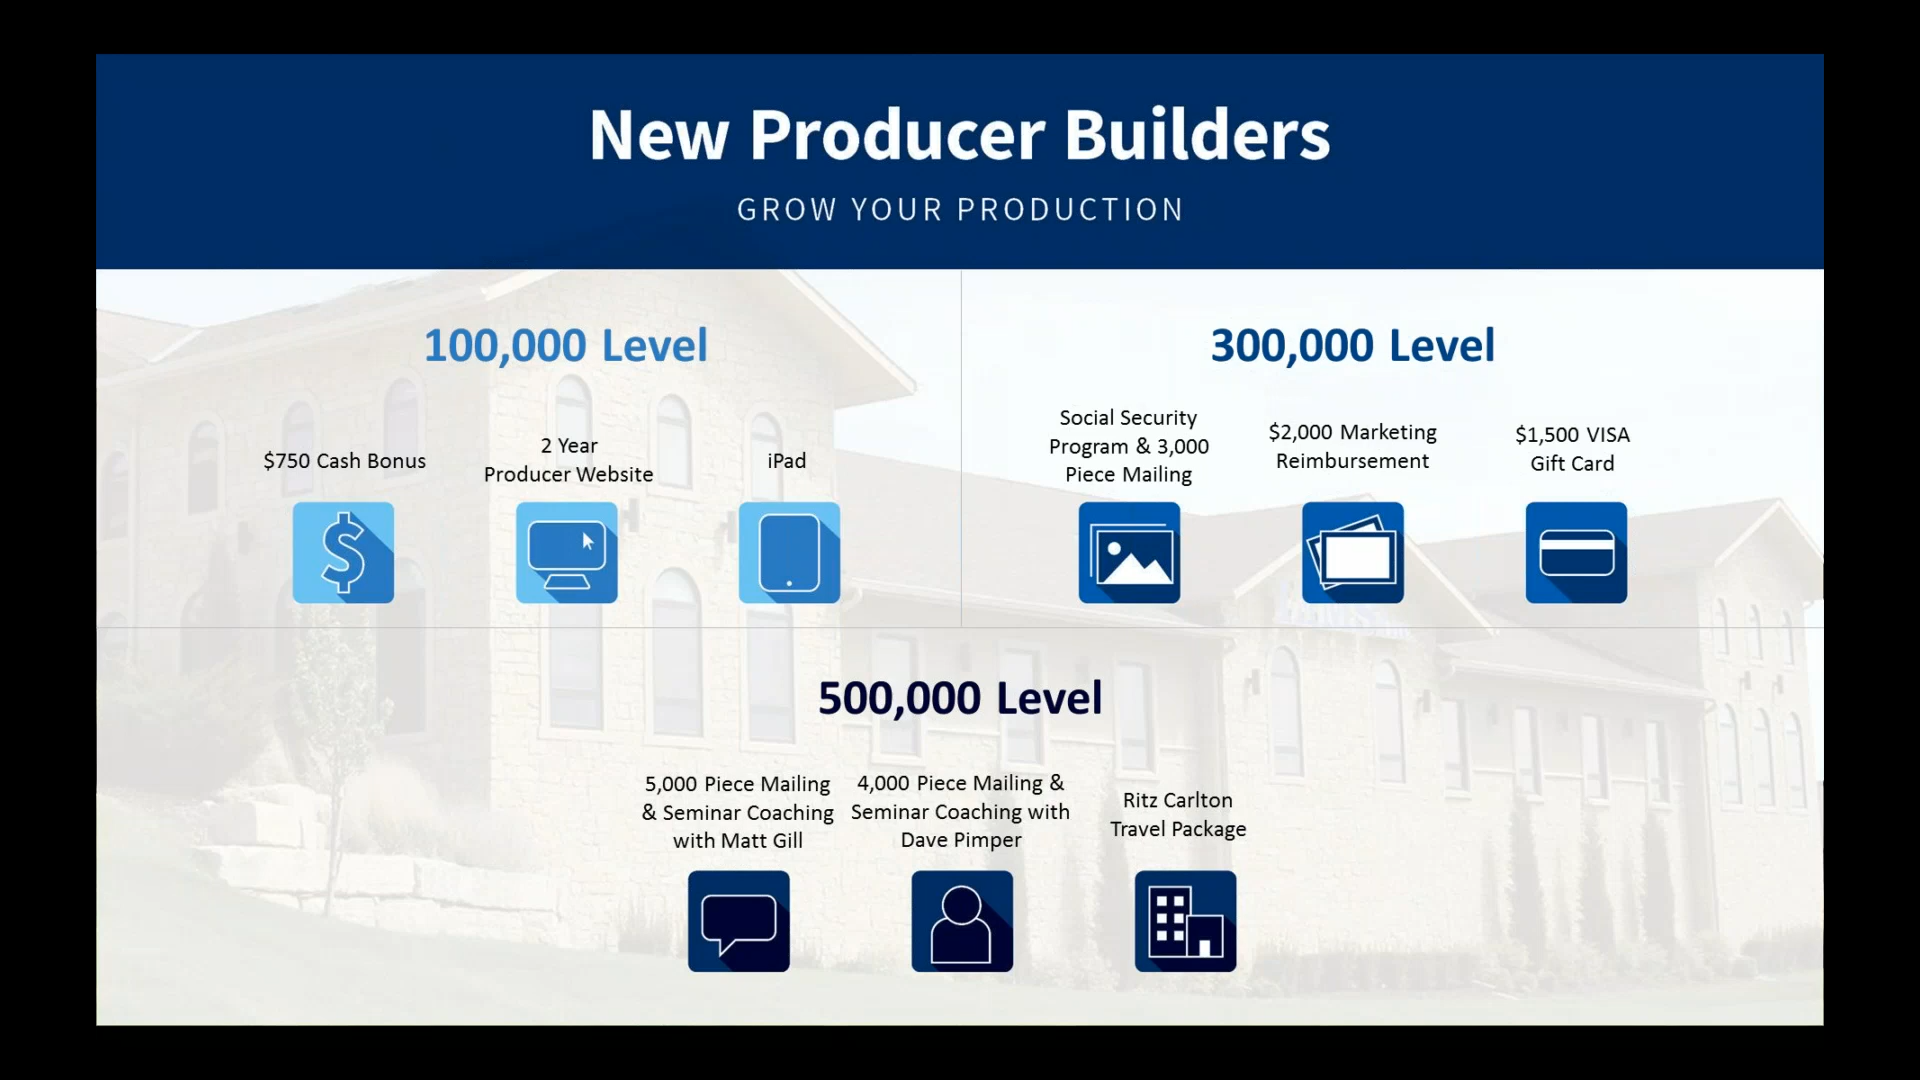 New Producer Builders
GROW YOUR PRODUCTION
100,000 Level
$750 Cash Bonus
2 Year
Producer Website
iPad
300,000 Level
Social Security
Program & 3,000
Piece Mailing
$2,000 Marketing
Reimbursement
$1,500 VISA
Gift Card
500,000 Level
5,000 Piece Mailing
& Seminar Coaching
with Matt Gill
4,000 Piece Mailing &
Seminar Coaching with
Dave Pimper
Ritz Carlton
Travel Package